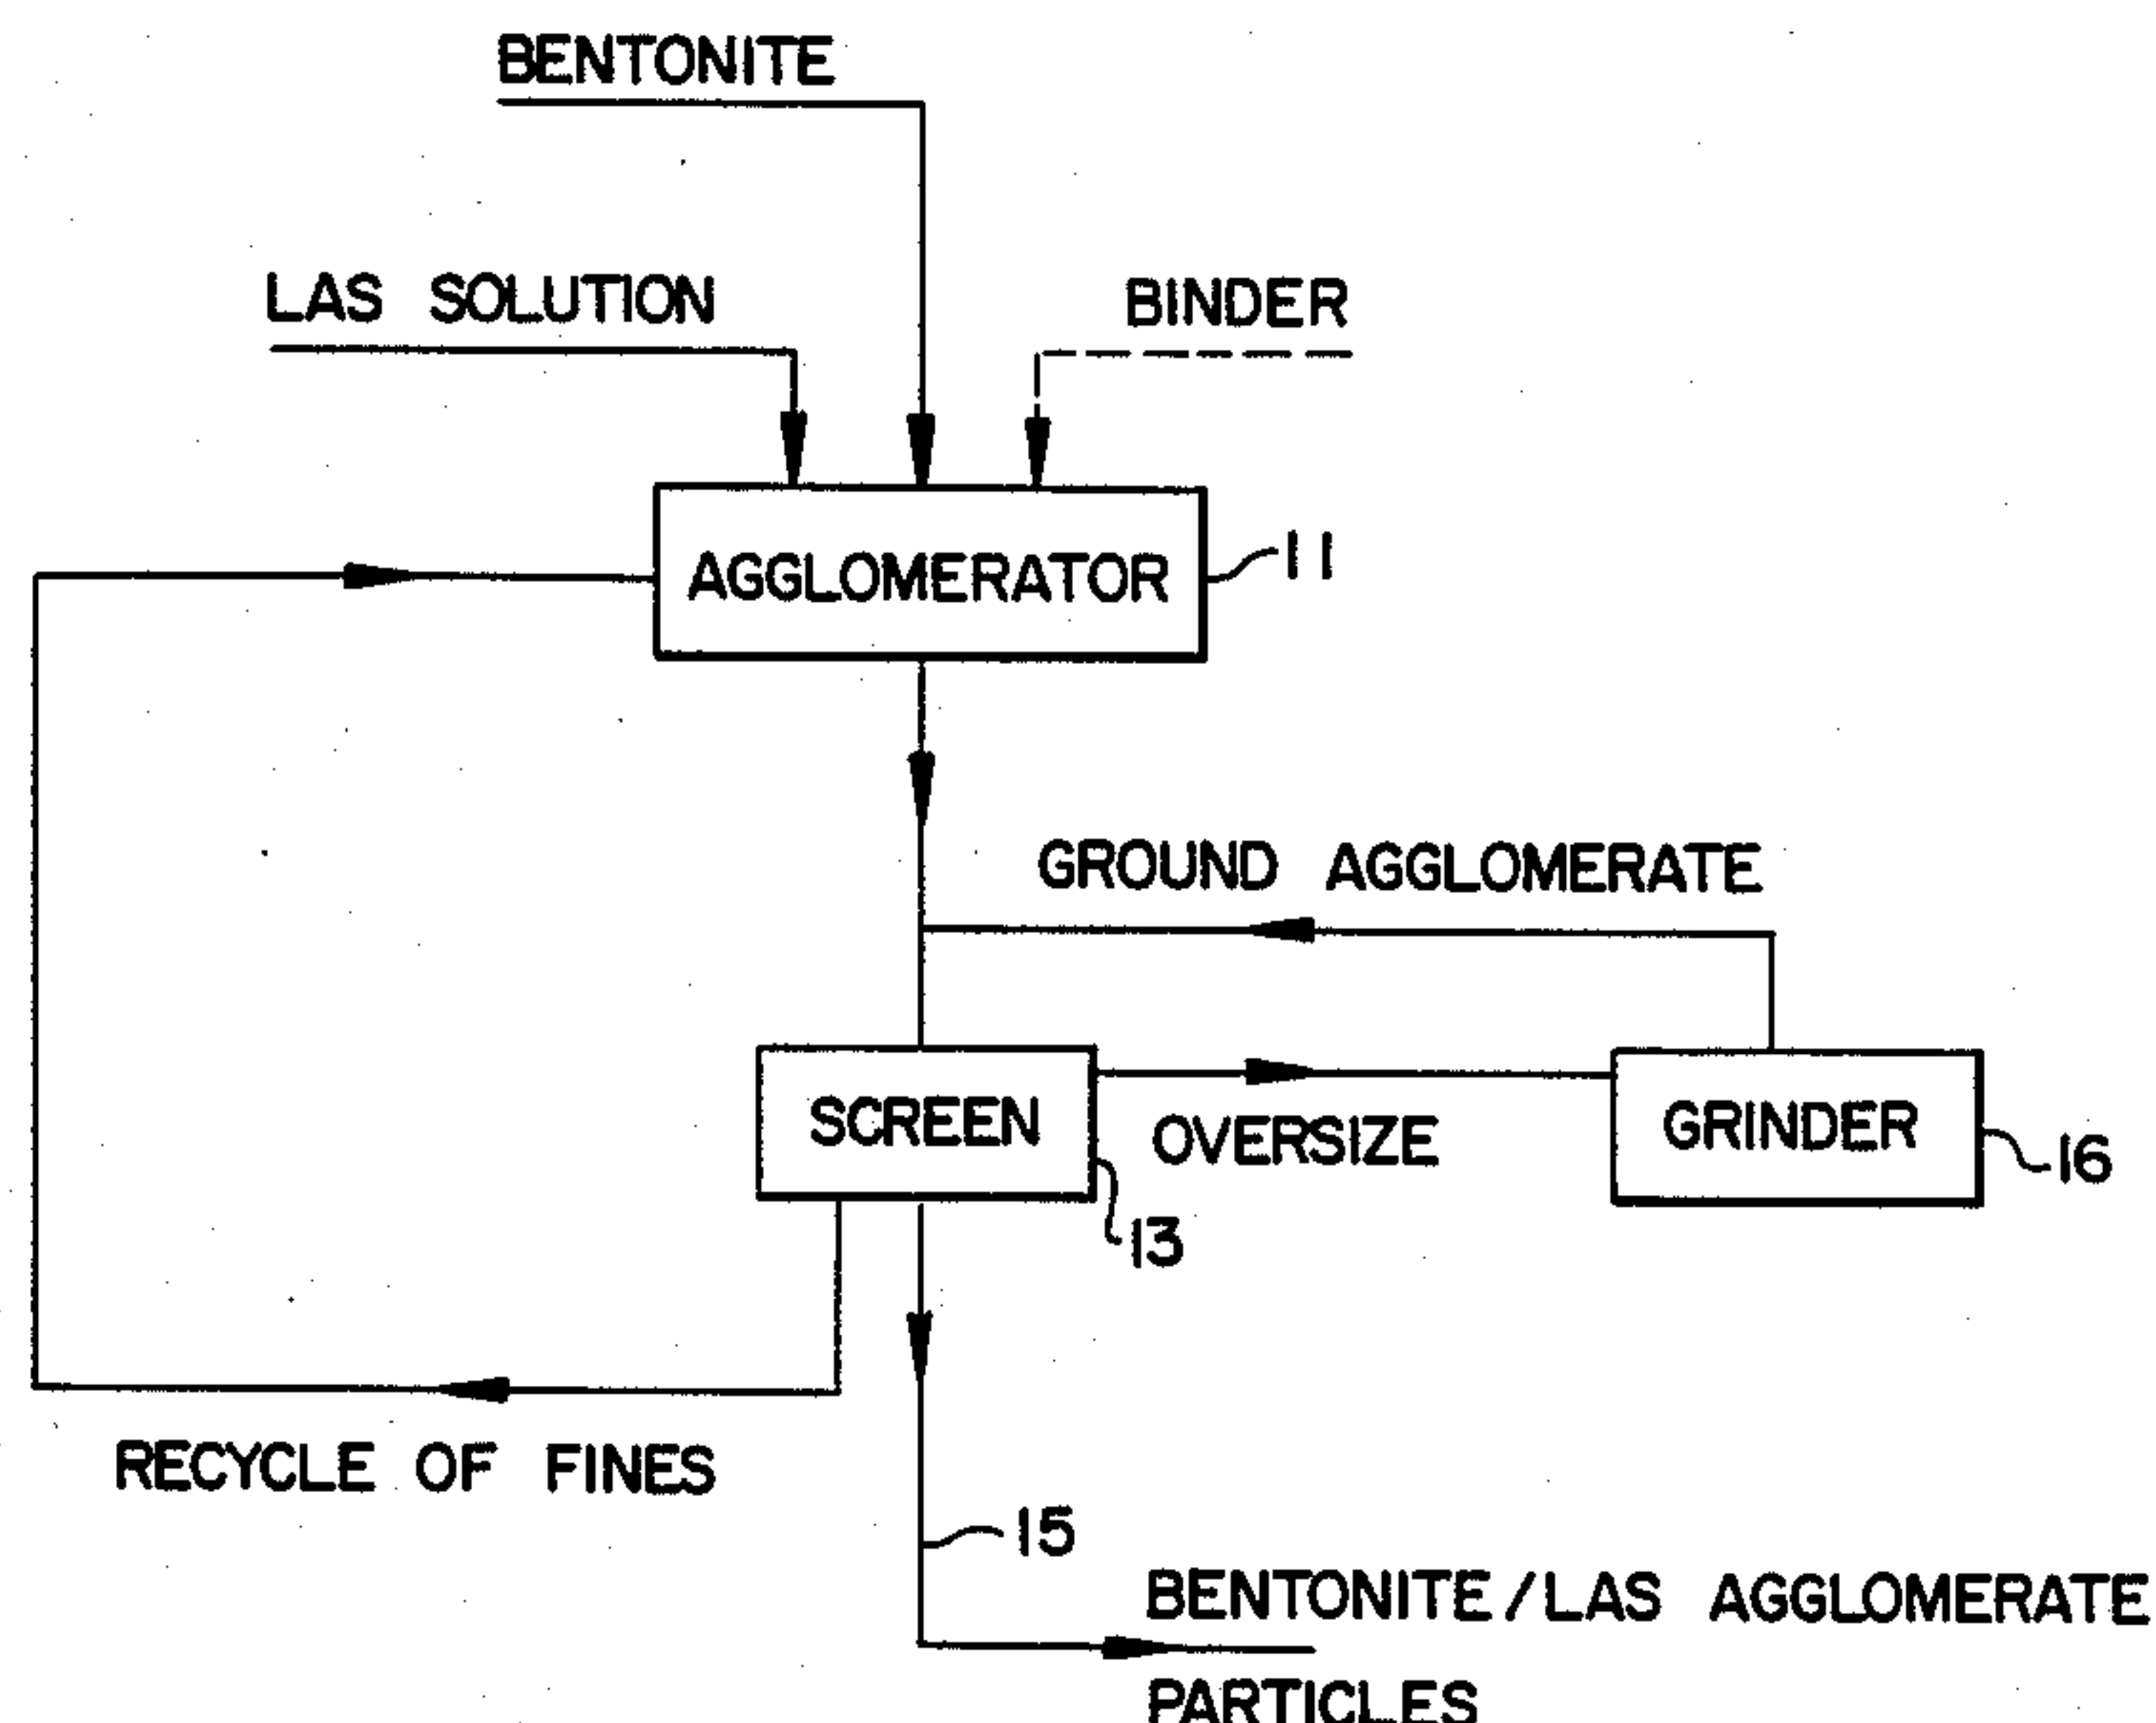 BENTONITE
LAS SOLUTION
BINDER
AGGLOMERATOR
11
GROUND AGGLOMERATE
SCREEN
OVERSIZE
GRINDER
16
13
RECYCLE OF FINES
15
BENTONITE/LAS AGGLOMERATE
PARTICLES